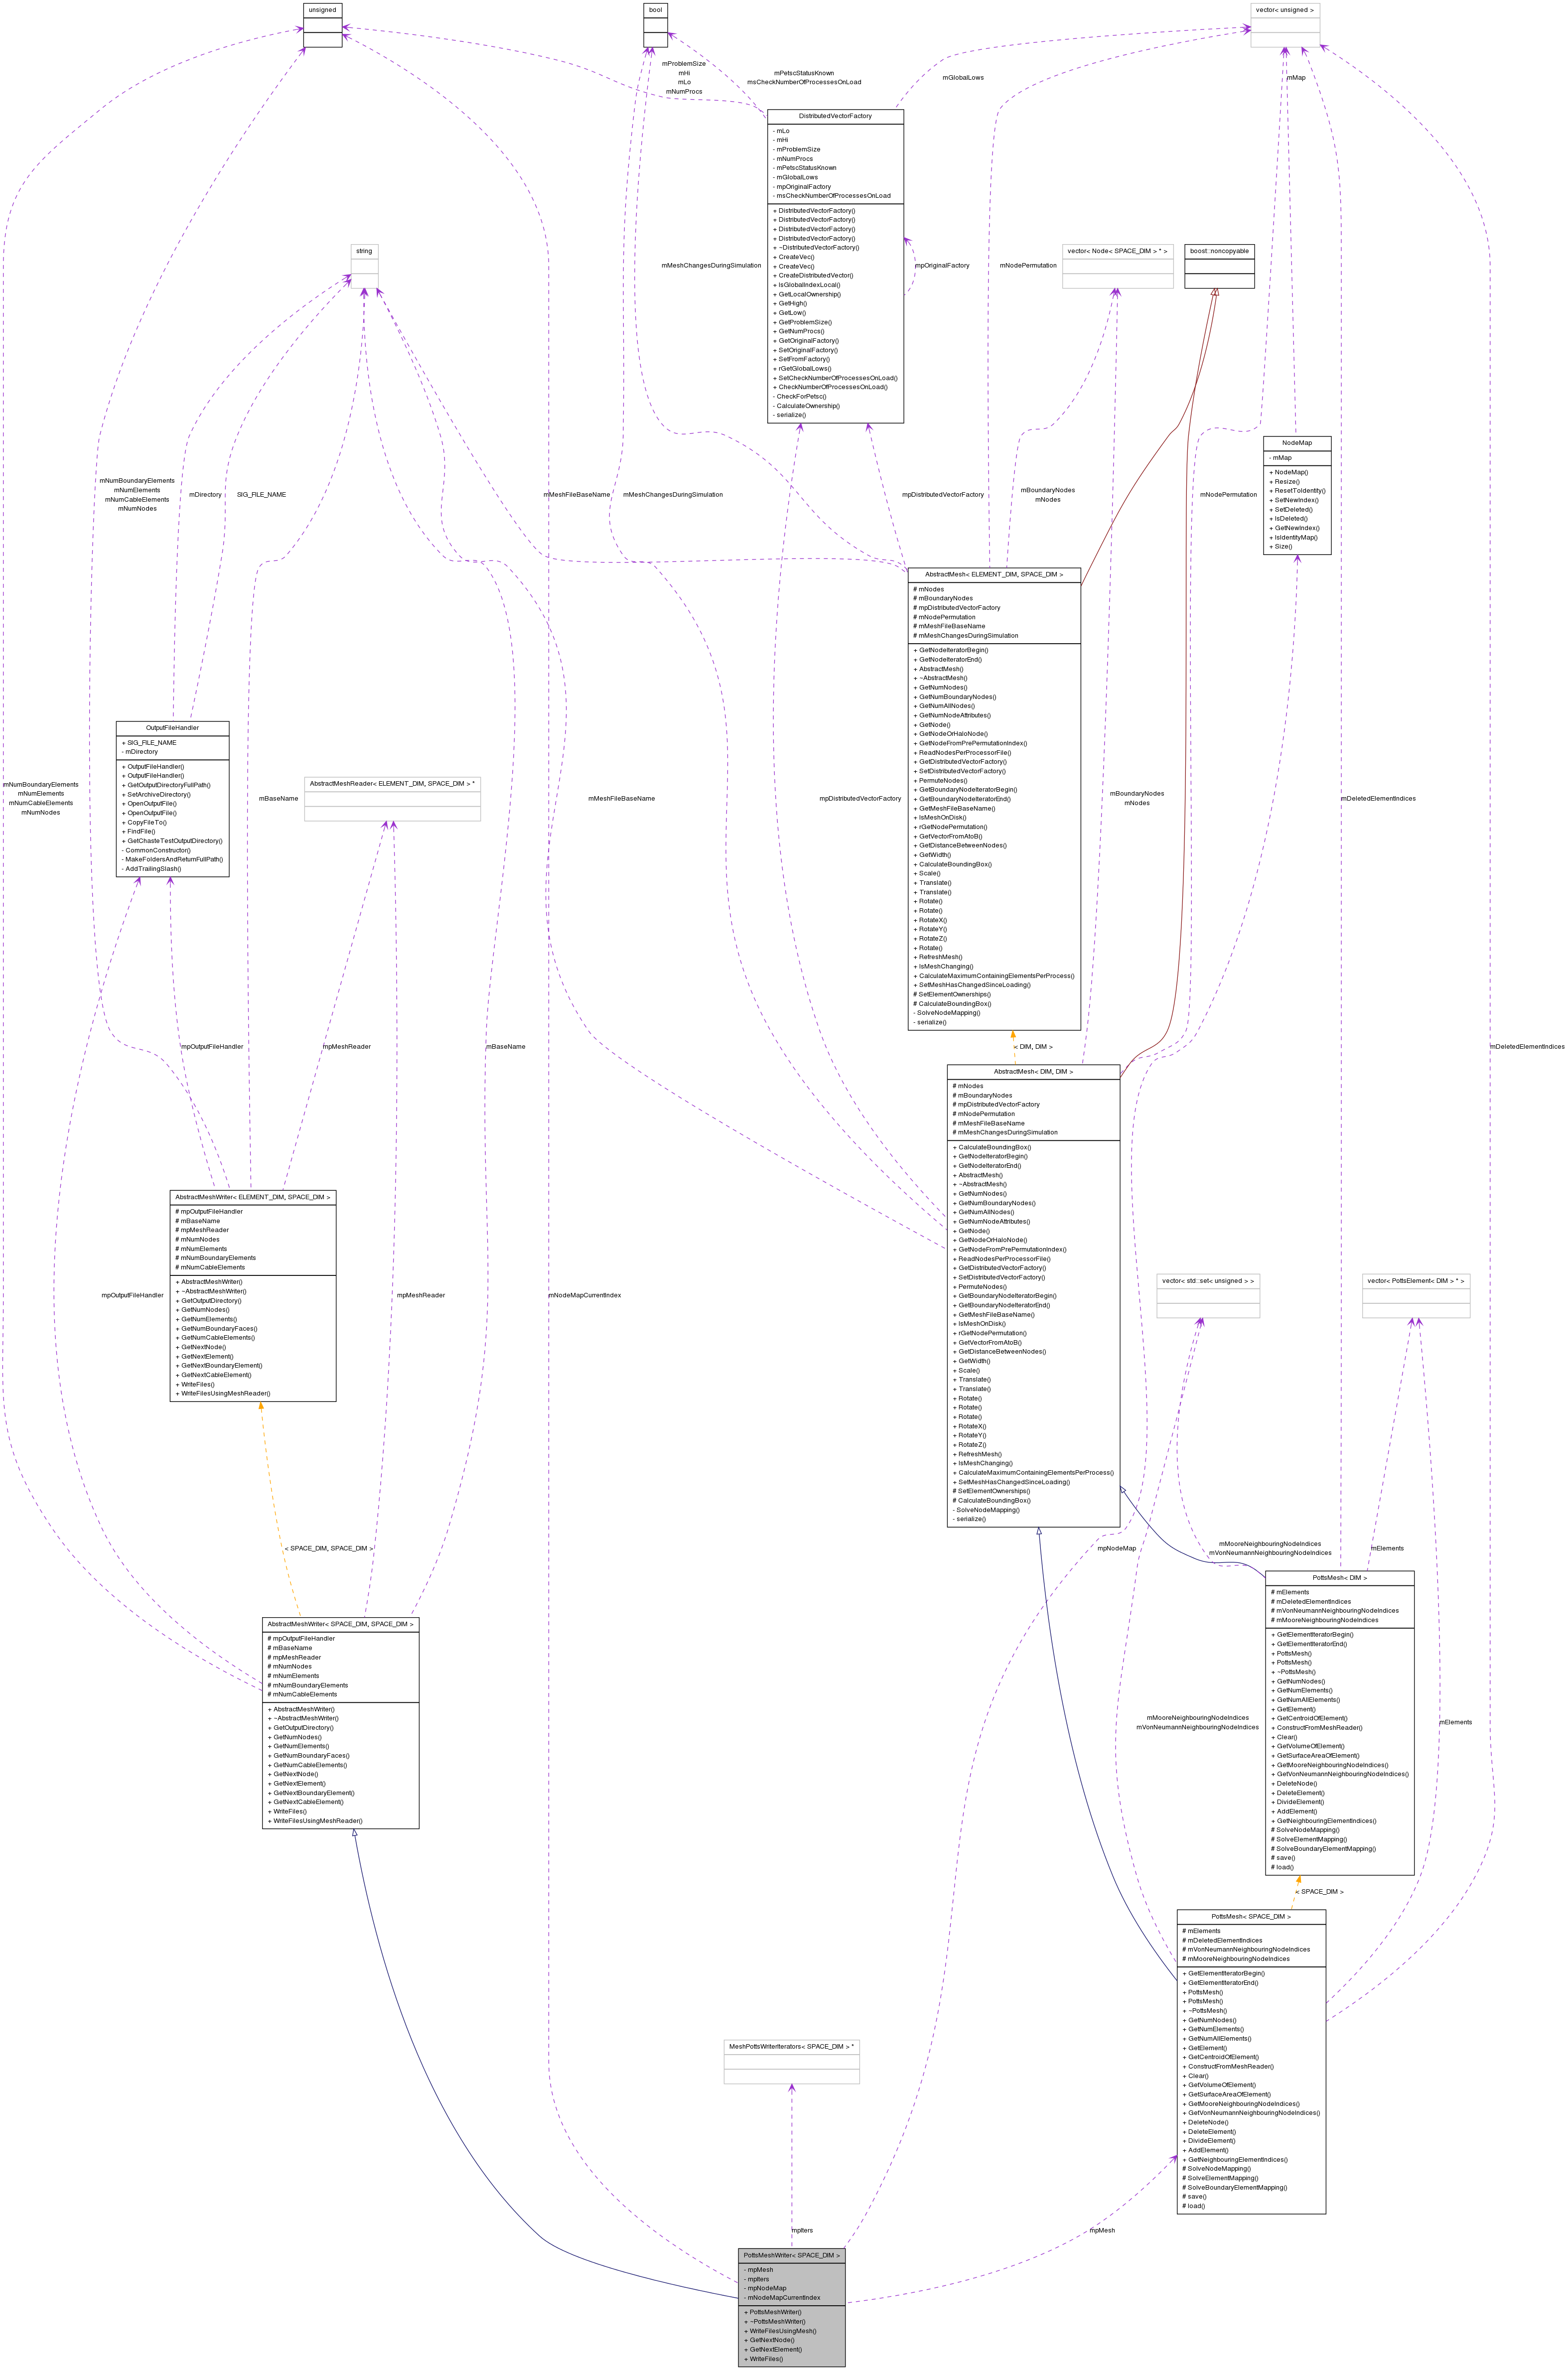 unsigned
bool
vector< unsigned >
mProblemSize
mHi
mLo
mNumProcs
mPetscStatusKnown
msCheckNumberOfProcessesOnLoad
mGlobalLows
mMap
DistributedVectorFactory
- mLo
- mHi
- mProblemSize
- mNumProcs
- mPetscStatusKnown
- mGlobalLows
- mpOriginalFactory
- msCheckNumberOfProcessesOnLoad
+ DistributedVectorFactory()
+ DistributedVectorFactory()
+ DistributedVectorFactory()
+ DistributedVectorFactory()
+ ~DistributedVectorFactory()
+ CreateVec()
+ CreateVec()
+ CreateDistributedVector()
+ IsGlobalIndexLocal()
+ GetLocalOwnership()
+ GetHigh()
+ GetLow()
+ GetProblemSize()
+ GetNumProcs()
+ GetOriginalFactory()
+ SetOriginalFactory()
+ SetFromFactory()
+ rGetGlobalLows()
+ SetCheckNumberOfProcessesOnLoad()
+ CheckNumberOfProcessesOnLoad()
- CheckForPetsc()
- CalculateOwnership()
- serialize()
string
vector< Node< SPACE_DIM > * >
boost::noncopyable
mMeshChangesDuringSimulation
mpOriginalFactory
mNodePermutation
NodeMap
- mMap
+ NodeMap()
+ Resize()
+ ResetToIdentity()
+ SetNewIndex()
+ SetDeleted()
+ IsDeleted()
+ GetNewIndex()
+ IsIdentityMap()
+ Size()
mNumBoundaryElements
mNumElements
mNumCableElements
mNumNodes
mDirectory
SIG_FILE_NAME
mMeshFileBaseName
mMeshChangesDuringSimulation
mpDistributedVectorFactory
mBoundaryNodes
mNodes
mNodePermutation
AbstractMesh< ELEMENT_DIM, SPACE_DIM >
# mNodes
# mBoundaryNodes
# mpDistributedVectorFactory
# mNodePermutation
# mMeshFileBaseName
# mMeshChangesDuringSimulation
+ GetNodeIteratorBegin()
+ GetNodeIteratorEnd()
+ AbstractMesh()
+ ~AbstractMesh()
+ GetNumNodes()
+ GetNumBoundaryNodes()
+ GetNumAllNodes()
+ GetNumNodeAttributes()
+ GetNode()
+ GetNodeOrHaloNode()
+ GetNodeFromPrePermutationIndex()
+ ReadNodesPerProcessorFile()
+ GetDistributedVectorFactory()
+ SetDistributedVectorFactory()
+ PermuteNodes()
+ GetBoundaryNodeIteratorBegin()
+ GetBoundaryNodeIteratorEnd()
+ GetMeshFileBaseName()
+ IsMeshOnDisk()
+ rGetNodePermutation()
+ GetVectorFromAtoB()
+ GetDistanceBetweenNodes()
+ GetWidth()
+ CalculateBoundingBox()
+ Scale()
+ Translate()
+ Translate()
+ Rotate()
+ Rotate()
+ RotateX()
+ RotateY()
+ RotateZ()
+ Rotate()
+ RefreshMesh()
+ IsMeshChanging()
+ CalculateMaximumContainingElementsPerProcess()
+ SetMeshHasChangedSinceLoading()
# SetElementOwnerships()
# CalculateBoundingBox()
- SolveNodeMapping()
- serialize()
OutputFileHandler
+ SIG_FILE_NAME
- mDirectory
+ OutputFileHandler()
+ OutputFileHandler()
+ GetOutputDirectoryFullPath()
+ SetArchiveDirectory()
+ OpenOutputFile()
+ OpenOutputFile()
+ CopyFileTo()
+ FindFile()
+ GetChasteTestOutputDirectory()
- CommonConstructor()
- MakeFoldersAndReturnFullPath()
- AddTrailingSlash()
AbstractMeshReader< ELEMENT_DIM, SPACE_DIM > *
mNumBoundaryElements
mNumElements
mNumCableElements
mNumNodes
mBaseName
mMeshFileBaseName
mpDistributedVectorFactory
mBoundaryNodes
mNodes
mDeletedElementIndices
mpOutputFileHandler
mpMeshReader
mBaseName
< DIM, DIM >
mDeletedElementIndices
AbstractMesh< DIM, DIM >
# mNodes
# mBoundaryNodes
# mpDistributedVectorFactory
# mNodePermutation
# mMeshFileBaseName
# mMeshChangesDuringSimulation
+ CalculateBoundingBox()
+ GetNodeIteratorBegin()
+ GetNodeIteratorEnd()
+ AbstractMesh()
+ ~AbstractMesh()
+ GetNumNodes()
+ GetNumBoundaryNodes()
+ GetNumAllNodes()
+ GetNumNodeAttributes()
+ GetNode()
+ GetNodeOrHaloNode()
+ GetNodeFromPrePermutationIndex()
+ ReadNodesPerProcessorFile()
+ GetDistributedVectorFactory()
+ SetDistributedVectorFactory()
+ PermuteNodes()
+ GetBoundaryNodeIteratorBegin()
+ GetBoundaryNodeIteratorEnd()
+ GetMeshFileBaseName()
+ IsMeshOnDisk()
+ rGetNodePermutation()
+ GetVectorFromAtoB()
+ GetDistanceBetweenNodes()
+ GetWidth()
+ Scale()
+ Translate()
+ Translate()
+ Rotate()
+ Rotate()
+ Rotate()
+ RotateX()
+ RotateY()
+ RotateZ()
+ RefreshMesh()
+ IsMeshChanging()
+ CalculateMaximumContainingElementsPerProcess()
+ SetMeshHasChangedSinceLoading()
# SetElementOwnerships()
# CalculateBoundingBox()
- SolveNodeMapping()
- serialize()
AbstractMeshWriter< ELEMENT_DIM, SPACE_DIM >
# mpOutputFileHandler
# mBaseName
# mpMeshReader
# mNumNodes
# mNumElements
# mNumBoundaryElements
# mNumCableElements
+ AbstractMeshWriter()
+ ~AbstractMeshWriter()
+ GetOutputDirectory()
+ GetNumNodes()
+ GetNumElements()
+ GetNumBoundaryFaces()
+ GetNumCableElements()
+ GetNextNode()
+ GetNextElement()
+ GetNextBoundaryElement()
+ GetNextCableElement()
+ WriteFiles()
+ WriteFilesUsingMeshReader()
mpOutputFileHandler
mpMeshReader
mNodeMapCurrentIndex
vector< std::set< unsigned > >
vector< PottsElement< DIM > * >
< SPACE_DIM, SPACE_DIM >
mpNodeMap
mMooreNeighbouringNodeIndices
mVonNeumannNeighbouringNodeIndices
mElements
PottsMesh< DIM >
# mElements
# mDeletedElementIndices
# mVonNeumannNeighbouringNodeIndices
# mMooreNeighbouringNodeIndices
+ GetElementIteratorBegin()
+ GetElementIteratorEnd()
+ PottsMesh()
+ PottsMesh()
+ ~PottsMesh()
+ GetNumNodes()
+ GetNumElements()
+ GetNumAllElements()
+ GetElement()
+ GetCentroidOfElement()
+ ConstructFromMeshReader()
+ Clear()
+ GetVolumeOfElement()
+ GetSurfaceAreaOfElement()
+ GetMooreNeighbouringNodeIndices()
+ GetVonNeumannNeighbouringNodeIndices()
+ DeleteNode()
+ DeleteElement()
+ DivideElement()
+ AddElement()
+ GetNeighbouringElementIndices()
# SolveNodeMapping()
# SolveElementMapping()
# SolveBoundaryElementMapping()
# save()
# load()
AbstractMeshWriter< SPACE_DIM, SPACE_DIM >
# mpOutputFileHandler
# mBaseName
# mpMeshReader
# mNumNodes
# mNumElements
# mNumBoundaryElements
# mNumCableElements
+ AbstractMeshWriter()
+ ~AbstractMeshWriter()
+ GetOutputDirectory()
+ GetNumNodes()
+ GetNumElements()
+ GetNumBoundaryFaces()
+ GetNumCableElements()
+ GetNextNode()
+ GetNextElement()
+ GetNextBoundaryElement()
+ GetNextCableElement()
+ WriteFiles()
+ WriteFilesUsingMeshReader()
mMooreNeighbouringNodeIndices
mVonNeumannNeighbouringNodeIndices
mElements
< SPACE_DIM >
PottsMesh< SPACE_DIM >
# mElements
# mDeletedElementIndices
# mVonNeumannNeighbouringNodeIndices
# mMooreNeighbouringNodeIndices
+ GetElementIteratorBegin()
+ GetElementIteratorEnd()
+ PottsMesh()
+ PottsMesh()
+ ~PottsMesh()
+ GetNumNodes()
+ GetNumElements()
+ GetNumAllElements()
+ GetElement()
+ GetCentroidOfElement()
+ ConstructFromMeshReader()
+ Clear()
+ GetVolumeOfElement()
+ GetSurfaceAreaOfElement()
+ GetMooreNeighbouringNodeIndices()
+ GetVonNeumannNeighbouringNodeIndices()
+ DeleteNode()
+ DeleteElement()
+ DivideElement()
+ AddElement()
+ GetNeighbouringElementIndices()
# SolveNodeMapping()
# SolveElementMapping()
# SolveBoundaryElementMapping()
# save()
# load()
MeshPottsWriterIterators< SPACE_DIM > *
mpIters
mpMesh
PottsMeshWriter< SPACE_DIM >
- mpMesh
- mpIters
- mpNodeMap
- mNodeMapCurrentIndex
+ PottsMeshWriter()
+ ~PottsMeshWriter()
+ WriteFilesUsingMesh()
+ GetNextNode()
+ GetNextElement()
+ WriteFiles()